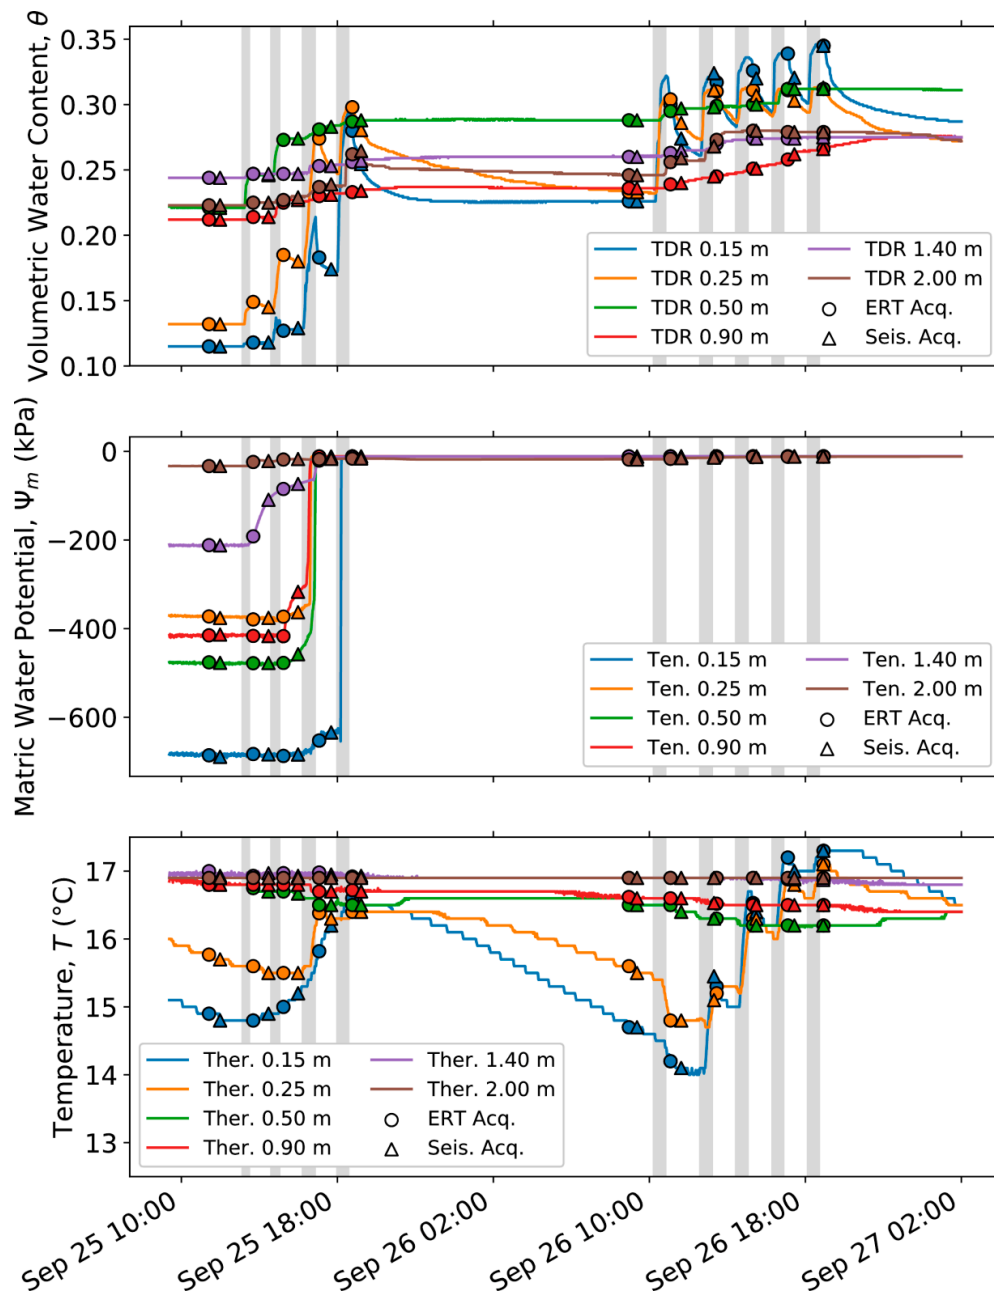 Volumetric Water Content, θ
0.35
0.30
0.25
0.20
0.15
0.10
TDR 0.15 m
TDR 0.25 m
TDR 0.50 m
TDR 0.90 m
TDR 1.40 m
TDR 2.00 m
ERT Acq.
Seis. Acq.
Matric Water Potential, Ψm (kPa)
0
−200
−400
−600
Ten. 0.15 m
Ten. 0.25 m
Ten. 0.50 m
Ten. 0.90 m
Ten. 1.40 m
Ten. 2.00 m
ERT Acq.
Seis. Acq.
Temperature, T (°C)
17
16
15
14
13
Ther. 0.15 m
Ther. 0.25 m
Ther. 0.50 m
Ther. 0.90 m
Ther. 1.40 m
Ther. 2.00 m
ERT Acq.
Seis. Acq.
Sep 25 10:00
Sep 25 18:00
Sep 26 02:00
Sep 26 10:00
Sep 26 18:00
Sep 27 02:00